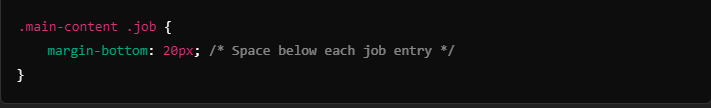 .main-content .job {
    margin-bottom: 20px; /* Space below each job entry */
}